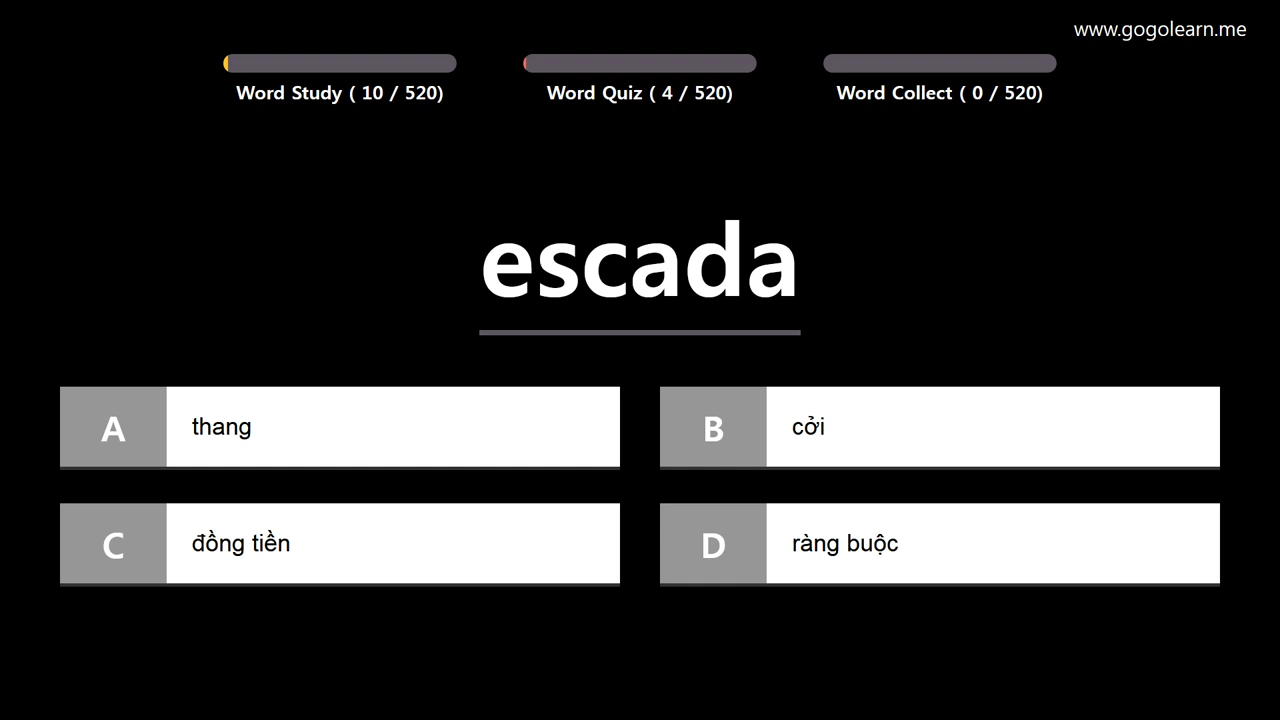 www.gogolearn.me
Word Study ( 10 / 520)
Word Quiz ( 4 / 520)
Word Collect ( 0 / 520)
escada
A
thang
B
cởi
C
đồng tiền
D
ràng buộc